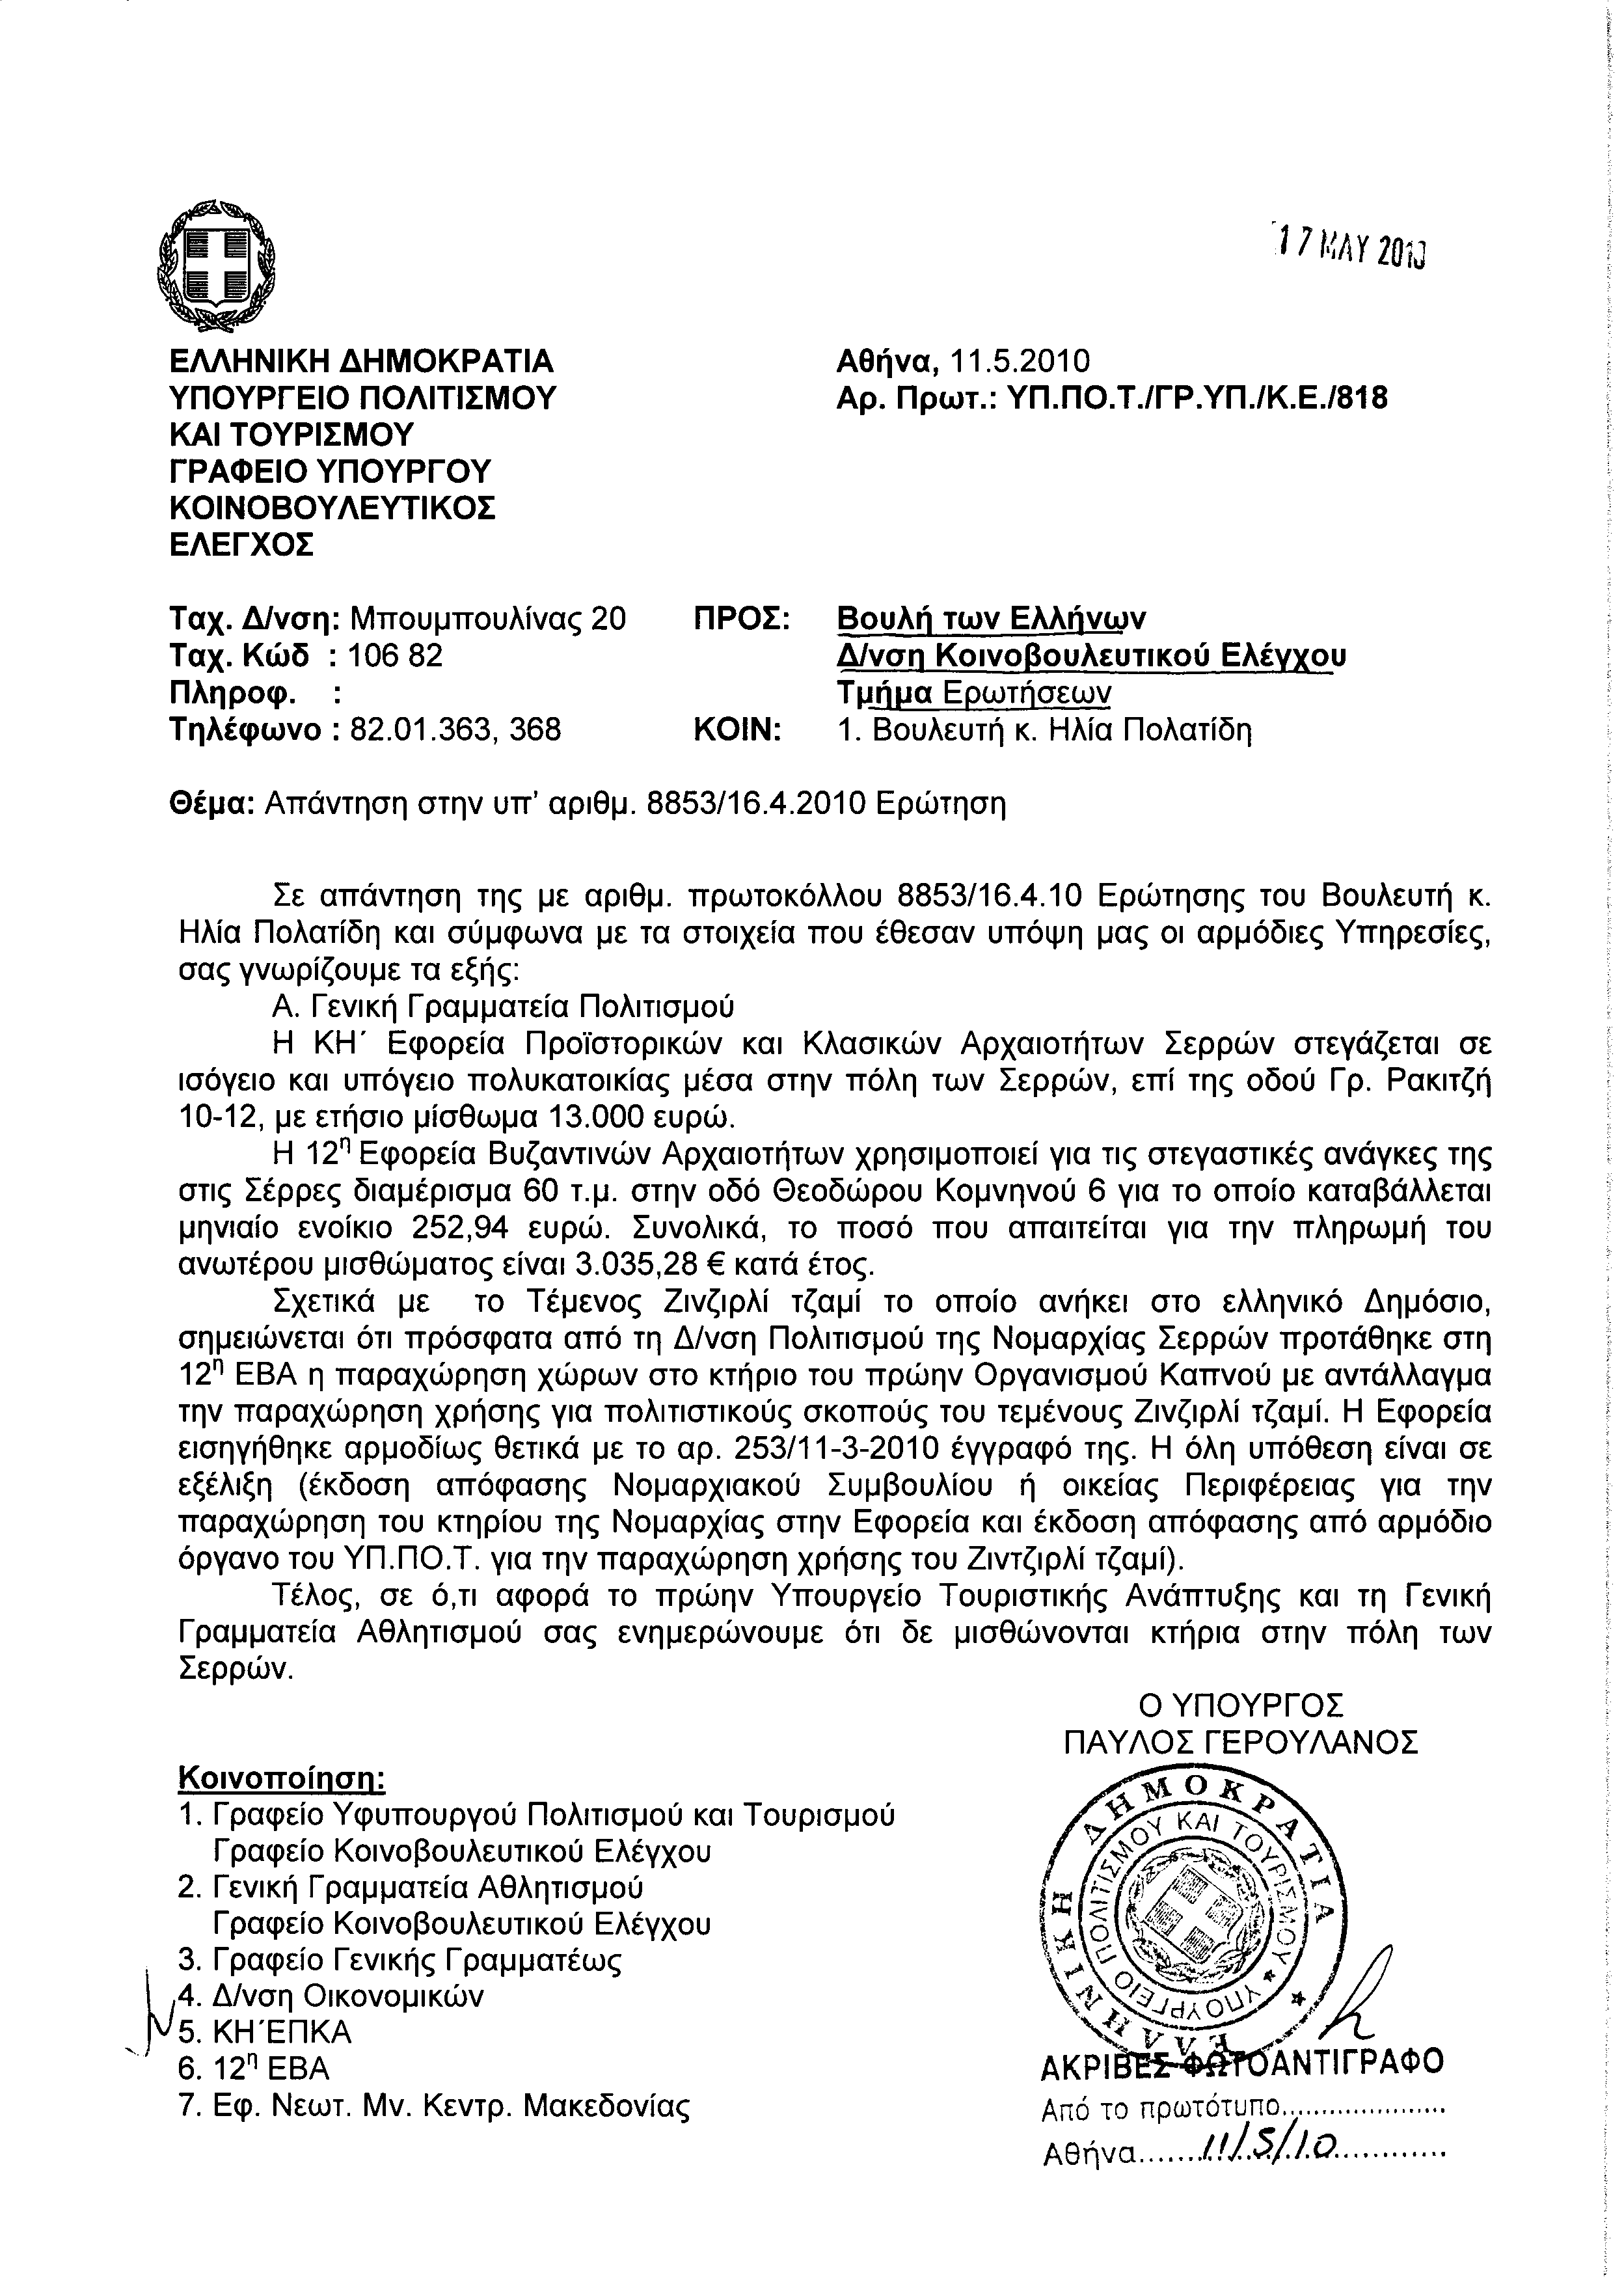 17 ΜΑΥ 2010
ΕΛΛΗΝΙΚΗ ΔΗΜΟΚΡΑΤΙΑ
ΥΠΟΥΡΓΕΙΟ ΠΟΛΙΤΙΣΜΟΥ
ΚΑΙ ΤΟΥΡΙΣΜΟΥ
ΓΡΑΦΕΙΟ ΥΠΟΥΡΓΟΥ
ΚΟΙΝΟΒΟΥΛΕΥΤΙΚΟΣ
ΕΛΕΓΧΟΣ
Αθήνα, 11.5.2010
Αρ. Πρωτ.: ΥΠ.ΠΟ.Τ./ΓΡ.ΥΠ./Κ.Ε./818
Ταχ. Δ/νση: Μπουμπουλίνας 20
Ταχ. Κώδ : 106 82
Πληροφ. :
Τηλέφωνο : 82.01.363, 368
ΠΡΟΣ: Βουλή των Ελλήνων
Δ/νση Κοινοβουλευτικού Ελέγχου
Τμήμα Ερωτήσεων
ΚΟΙΝ: 1. Βουλευτή κ. Ηλία Πολατίδη
Θέμα: Απάντηση στην υπ' αριθμ. 8853/16.4.2010 Ερώτηση
Σε απάντηση της με αριθμ. πρωτοκόλλου 8853/16.4.10 Ερώτησης του Βουλευτή κ.
Ηλία Πολατίδη και σύμφωνα με τα στοιχεία που έθεσαν υπόψη μας οι αρμόδιες Υπηρεσίες,
σας γνωρίζουμε τα εξής:
Α. Γενική Γραμματεία Πολιτισμού
Η ΚΗ΄ Εφορεία Προϊστορικών και Κλασικών Αρχαιοτήτων Σερρών στεγάζεται σε
ισόγειο και υπόγειο πολυκατοικίας μέσα στην πόλη των Σερρών, επί της οδού Γρ. Ρακιτζή
10-12, με ετήσιο μίσθωμα 13.000 ευρώ.
Η 12η Εφορεία Βυζαντινών Αρχαιοτήτων χρησιμοποιεί για τις στεγαστικές ανάγκες της
στις Σέρρες διαμέρισμα 60 τ.μ. στην οδό Θεοδώρου Κομνηνού 6 για το οποίο καταβάλλεται
μηνιαίο ενοίκιο 252,94 ευρώ. Συνολικά, το ποσό που απαιτείται για την πληρωμή του
ανωτέρου μισθώματος είναι 3.035,28 € κατά έτος.
Σχετικά με το Τέμενος Ζινζιρλί τζαμί το οποίο ανήκει στο ελληνικό Δημόσιο,
σημειώνεται ότι πρόσφατα από τη Δ/νση Πολιτισμού της Νομαρχίας Σερρών προτάθηκε στη
12η ΕΒΑ η παραχώρηση χώρων στο κτήριο του πρώην Οργανισμού Καπνού με αντάλλαγμα
την παραχώρηση χρήσης για πολιτιστικούς σκοπούς του τεμένους Ζινζιρλί τζαμί. Η Εφορεία
εισηγήθηκε αρμοδίως θετικά με το αρ. 253/11-3-2010 έγγραφό της. Η όλη υπόθεση είναι σε
εξέλιξη (έκδοση απόφασης Νομαρχιακού Συμβουλίου ή οικείας Περιφέρειας για την
παραχώρηση του κτηρίου της Νομαρχίας στην Εφορεία και έκδοση απόφασης από αρμόδιο
όργανο του ΥΠ.ΠΟ.Τ. για την παραχώρηση χρήσης του Ζιντζιρλί τζαμί).
Τέλος, σε ό,τι αφορά το πρώην Υπουργείο Τουριστικής Ανάπτυξης και τη Γενική
Γραμματεία Αθλητισμού σας ενημερώνουμε ότι δε μισθώνονται κτήρια στην πόλη των
Σερρών.
Ο ΥΠΟΥΡΓΟΣ
ΠΑΥΛΟΣ ΓΕΡΟΥΛΑΝΟΣ
Κοινοποίηση:
1. Γραφείο Υφυπουργού Πολιτισμού και Τουρισμού
Γραφείο Κοινοβουλευτικού Ελέγχου
2. Γενική Γραμματεία Αθλητισμού
Γραφείο Κοινοβουλευτικού Ελέγχου
3. Γραφείο Γενικής Γραμματέως
4. Δ/νση Οικονομικών
5. ΚΗ΄ΕΠΚΑ
6. 12η ΕΒΑ
7. Εφ. Νεωτ. Μν. Κεντρ. Μακεδονίας
ΕΛΛΗΝΙΚΗ ΔΗΜΟΚΡΑΤΙΑ
ΥΠΟΥΡΓΕΙΟ ΠΟΛΙΤΙΣΜΟΥ ΚΑΙ ΤΟΥΡΙΣΜΟΥ
ΑΚΡΙΒΕΣ ΦΩΤΟΑΝΤΙΓΡΑΦΟ
Από το πρωτότυπο.....................
Αθήνα.......11/5/10.............